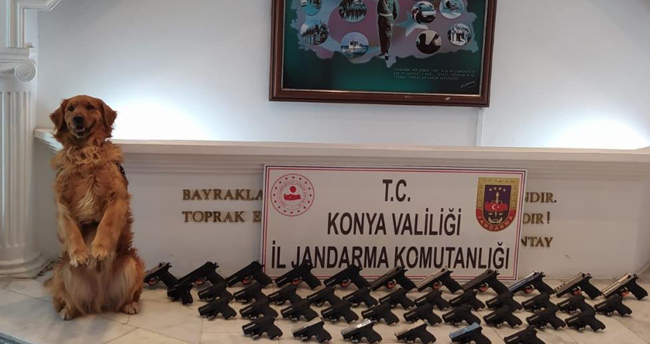 BAYRAKLA
T.C.
KONYA VALİLİĞİ
İL JANDARMA KOMUTANLIĞI
NDIR.
TOPRAK E
DIR!
NTAY
JANDARMA